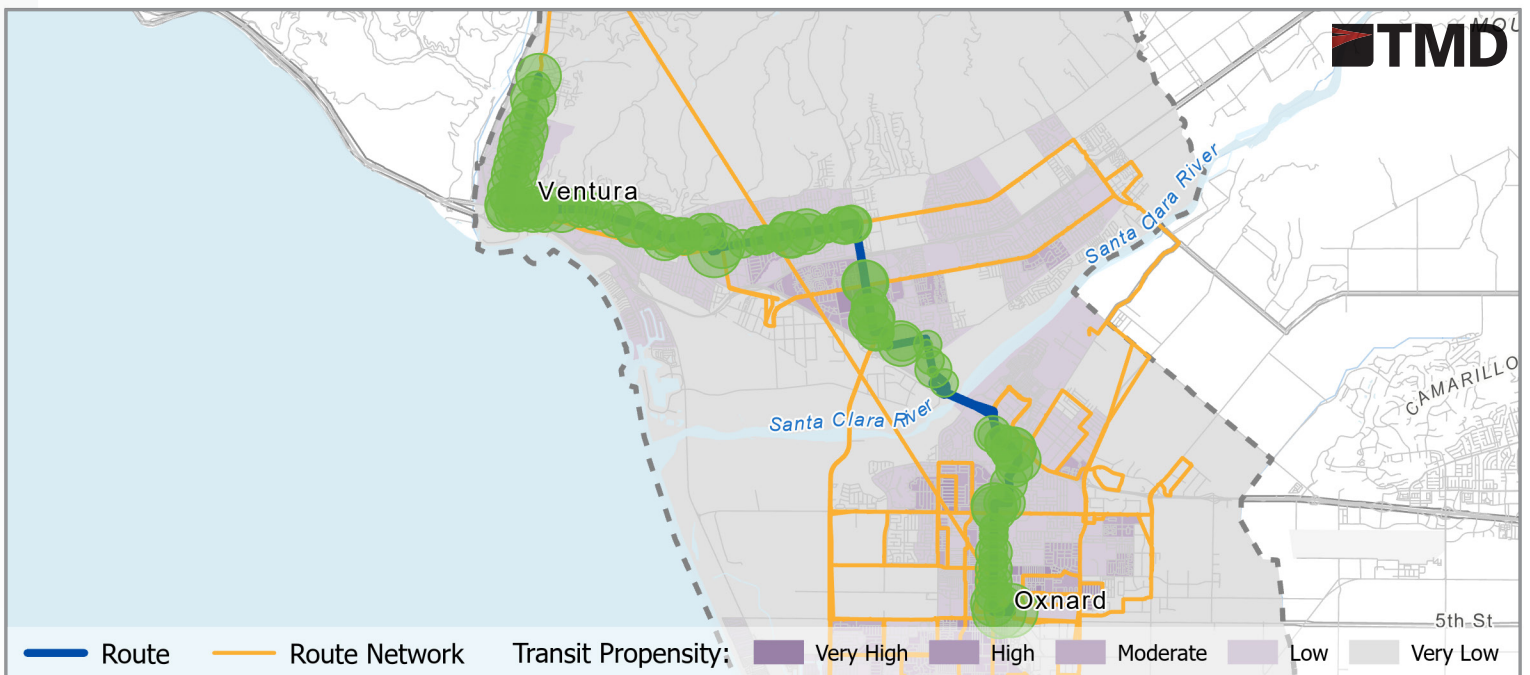 MOU
TMD
Ventura
Santa Clara River
Santa Clara River
CAMARILLO
Oxnard
5th St
Route
Route Network
Transit Propensity:
Very High
High
Moderate
Low
Very Low